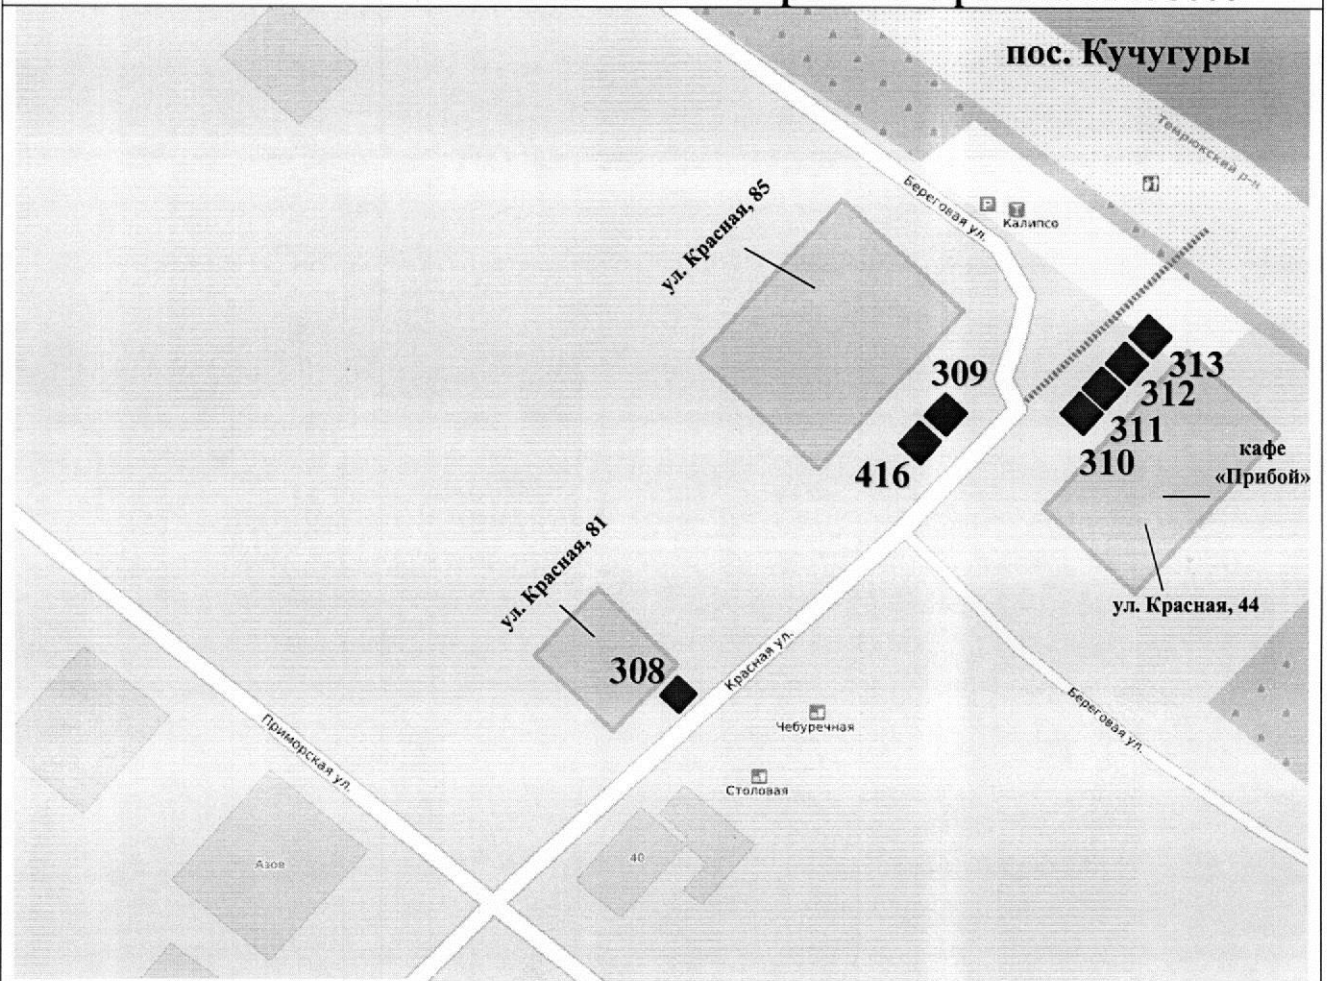 пос. Кучугуры
Темрюкский р-н
ул. Красная, 85
Береговая ул.
P
Калипсо
313
309
312
311
416
310
кафе
«Прибой»
ул. Красная, 81
ул. Красная, 44
308
Красная ул.
Чебуречная
Береговая ул.
Приморская ул.
Столовая
40
Азов